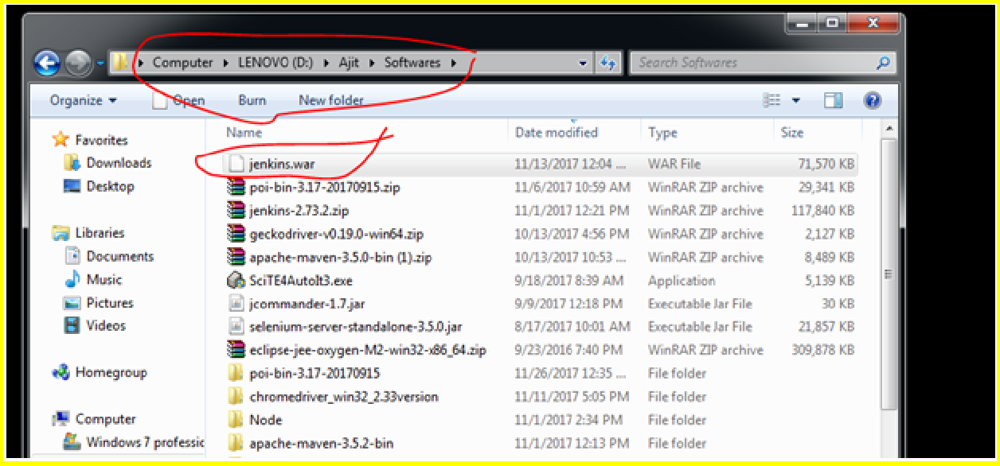 Computer LENOVO (D:) Ajit Softwares Search Softwares
Organize Open Burn New folder
Name Date modified Type Size
Favorites
Downloads
Desktop
Libraries
Documents
Music
Pictures
Videos
Homegroup
Computer
Windows 7 professic
jenkins.war 11/13/2017 12:04 ... WAR File 71,570 KB
poi-bin-3.17-20170915.zip 11/6/2017 10:59 AM WinRAR ZIP archive 29,341 KB
jenkins-2.73.2.zip 11/1/2017 12:21 PM WinRAR ZIP archive 117,840 KB
geckodriver-v0.19.0-win64.zip 10/13/2017 4:56 PM WinRAR ZIP archive 2,127 KB
apache-maven-3.5.0-bin (1).zip 10/13/2017 10:53 ... WinRAR ZIP archive 8,489 KB
SciTE4AutoIt3.exe 9/18/2017 8:39 AM Application 5,139 KB
jcommander-1.7.jar 9/9/2017 12:18 PM Executable Jar File 30 KB
selenium-server-standalone-3.5.0.jar 8/17/2017 10:01 AM Executable Jar File 21,857 KB
eclipse-jee-oxygen-M2-win32-x86_64.zip 9/23/2016 7:40 PM WinRAR ZIP archive 309,878 KB
poi-bin-3.17-20170915 11/26/2017 12:35 ... File folder
chromedriver_win32_2.33version 11/11/2017 5:05 PM File folder
Node 11/1/2017 2:34 PM File folder
apache-maven-3.5.2-bin 11/1/2017 12:13 PM File folder